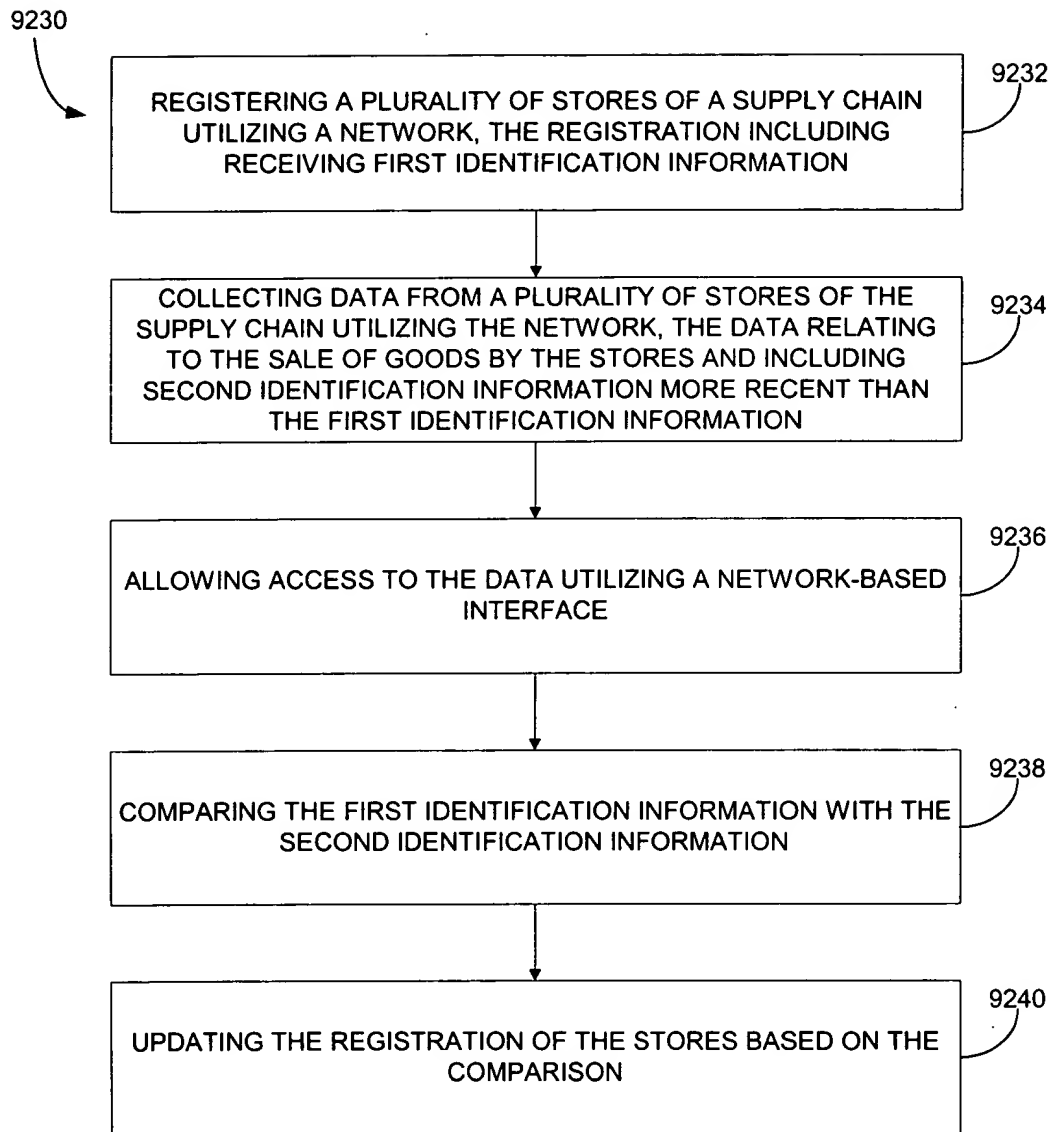 9230
9232
REGISTERING A PLURALITY OF STORES OF A SUPPLY CHAIN
UTILIZING A NETWORK, THE REGISTRATION INCLUDING
RECEIVING FIRST IDENTIFICATION INFORMATION
9234
COLLECTING DATA FROM A PLURALITY OF STORES OF THE
SUPPLY CHAIN UTILIZING THE NETWORK, THE DATA RELATING
TO THE SALE OF GOODS BY THE STORES AND INCLUDING
SECOND IDENTIFICATION INFORMATION MORE RECENT THAN
THE FIRST IDENTIFICATION INFORMATION
9236
ALLOWING ACCESS TO THE DATA UTILIZING A NETWORK-BASED
INTERFACE
9238
COMPARING THE FIRST IDENTIFICATION INFORMATION WITH THE
SECOND IDENTIFICATION INFORMATION
9240
UPDATING THE REGISTRATION OF THE STORES BASED ON THE
COMPARISON